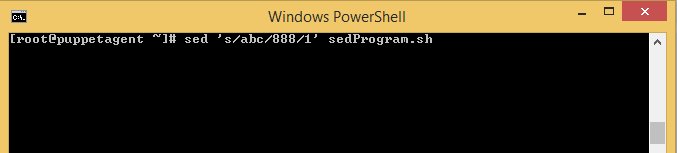 Windows PowerShell
[root@puppetagent ~]# sed 's/abc/888/1' sedProgram.sh